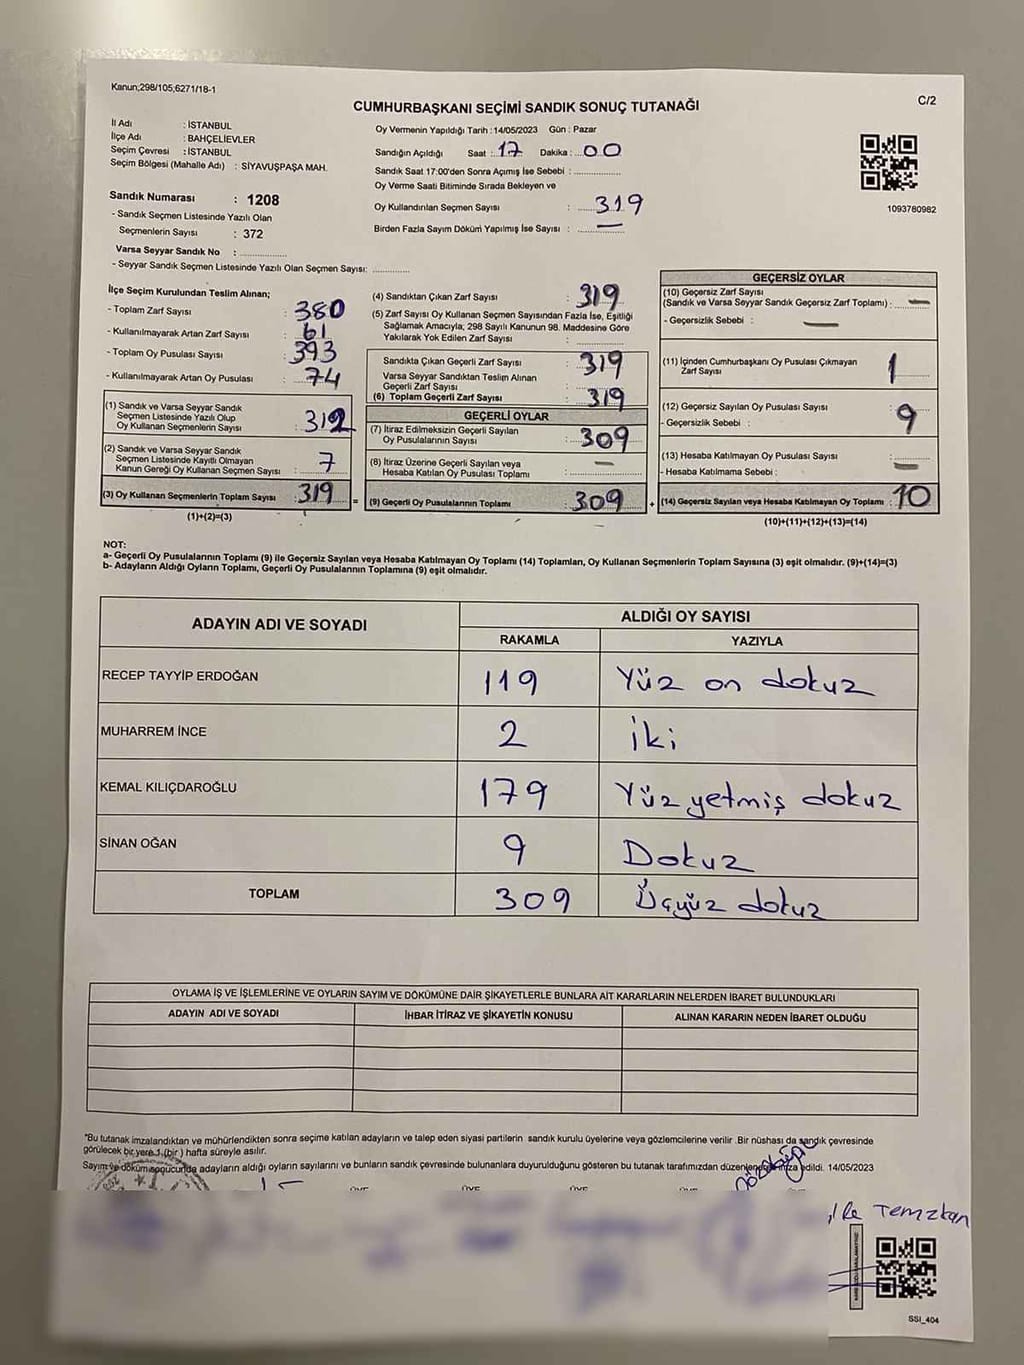 Kanun;298/105;6271/18-1
CUMHURBAŞKANI SEÇİMİ SANDIK SONUÇ TUTANAĞI
C/2
İl Adı : İSTANBUL
İlçe Adı : BAHÇELİEVLER
Seçim Çevresi : İSTANBUL
Seçim Bölgesi (Mahalle Adı) : SİYAVUŞPAŞA MAH.
Sandık Numarası : 1208
- Sandık Seçmen Listesinde Yazılı Olan
Seçmenlerin Sayısı : 372
Varsa Seyyar Sandık No :
- Seyyar Sandık Seçmen Listesinde Yazılı Olan Seçmen Sayısı:
Oy Vermenin Yapıldığı Tarih : 14/05/2023 Gün : Pazar
Sandığın Açıldığı Saat : 17 Dakika : 00
Sandık Saat 17:00'den Sonra Açımış İse Sebebi :
Oy Verme Saati Bitiminde Sırada Bekleyen ve
Oy Kullandırılan Seçmen Sayısı : 319
Birden Fazla Sayım Döküm Yapılmış İse Sayısı : —
1093780982
İlçe Seçim Kurulundan Teslim Alınan;
- Toplam Zarf Sayısı : 380
- Kullanılmayarak Artan Zarf Sayısı : 61
- Toplam Oy Pusulası Sayısı : 393
- Kullanılmayarak Artan Oy Pusulası : 74
(1) Sandık ve Varsa Seyyar Sandık
Seçmen Listesinde Yazılı Olup
Oy Kullanan Seçmenlerin Sayısı : 312
(2) Sandık ve Varsa Seyyar Sandık
Seçmen Listesinde Kayıtlı Olmayan
Kanun Gereği Oy Kullanan Seçmen Sayısı : 7
(3) Oy Kullanan Seçmenlerin Toplam Sayısı : 319
(1)+(2)=(3)
(4) Sandıktan Çıkan Zarf Sayısı : 319
(5) Zarf Sayısı Oy Kullanan Seçmen Sayısından Fazla İse, Eşitliği
Sağlamak Amacıyla, 298 Sayılı Kanunun 98. Maddesine Göre
Yakılarak Yok Edilen Zarf Sayısı :
Sandıkta Çıkan Geçerli Zarf Sayısı : 319
Varsa Seyyar Sandıktan Teslim Alınan
Geçerli Zarf Sayısı :
(6) Toplam Geçerli Zarf Sayısı : 319
GEÇERLİ OYLAR
(7) İtiraz Edilmeksizin Geçerli Sayılan
Oy Pusulalarının Sayısı : 309
(8) İtiraz Üzerine Geçerli Sayılan veya
Hesaba Katılan Oy Pusulası Toplamı : —
= (9) Geçerli Oy Pusulalarının Toplamı : 309
GEÇERSİZ OYLAR
(10) Geçersiz Zarf Sayısı
(Sandık ve Varsa Seyyar Sandık Geçersiz Zarf Toplamı) : —
- Geçersizlik Sebebi : —
(11) İçinden Cumhurbaşkanı Oy Pusulası Çıkmayan
Zarf Sayısı : 1
(12) Geçersiz Sayılan Oy Pusulası Sayısı : 9
- Geçersizlik Sebebi :
(13) Hesaba Katılmayan Oy Pusulası Sayısı : —
- Hesaba Katılmama Sebebi :
+ (14) Geçersiz Sayılan veya Hesaba Katılmayan Oy Toplamı : 10
(10)+(11)+(12)+(13)=(14)
NOT:
a- Geçerli Oy Pusulalarının Toplamı (9) ile Geçersiz Sayılan veya Hesaba Katılmayan Oy Toplamı (14) Toplamları, Oy Kullanan Seçmenlerin Toplam Sayısına (3) eşit olmalıdır. (9)+(14)=(3)
b- Adayların Aldığı Oyların Toplamı, Geçerli Oy Pusulalarının Toplamına (9) eşit olmalıdır.
ADAYIN ADI VE SOYADI ALDIĞI OY SAYISI
RAKAMLA YAZIYLA
RECEP TAYYİP ERDOĞAN 119 Yüz on dokuz
MUHARREM İNCE 2 iki
KEMAL KILIÇDAROĞLU 179 Yüz yetmiş dokuz
SİNAN OĞAN 9 Dokuz
TOPLAM 309 Üçyüz dokuz
OYLAMA İŞ VE İŞLEMLERİNE VE OYLARIN SAYIM VE DÖKÜMÜNE DAİR ŞİKAYETLERLE BUNLARA AİT KARARLARIN NELERDEN İBARET BULUNDUKLARI
ADAYIN ADI VE SOYADI İHBAR İTİRAZ VE ŞİKAYETİN KONUSU ALINAN KARARIN NEDEN İBARET OLDUĞU
"Bu tutanak imzalandıktan ve mühürlendikten sonra seçime katılan adayların ve talep eden siyasi partilerin sandık kurulu üyelerine veya gözlemcilerine verilir .Bir nüshası da sandık çevresinde
görülecek bir yere 1 (bir ) hafta süreyle asılır.
Sayım ve döküm sonucunda adayların aldığı oyların sayılarını ve bunların sandık çevresinde bulunanlara duyurulduğunu gösteren bu tutanak tarafımızdan düzenlenerek imza edildi. 14/05/2023
SSI_404